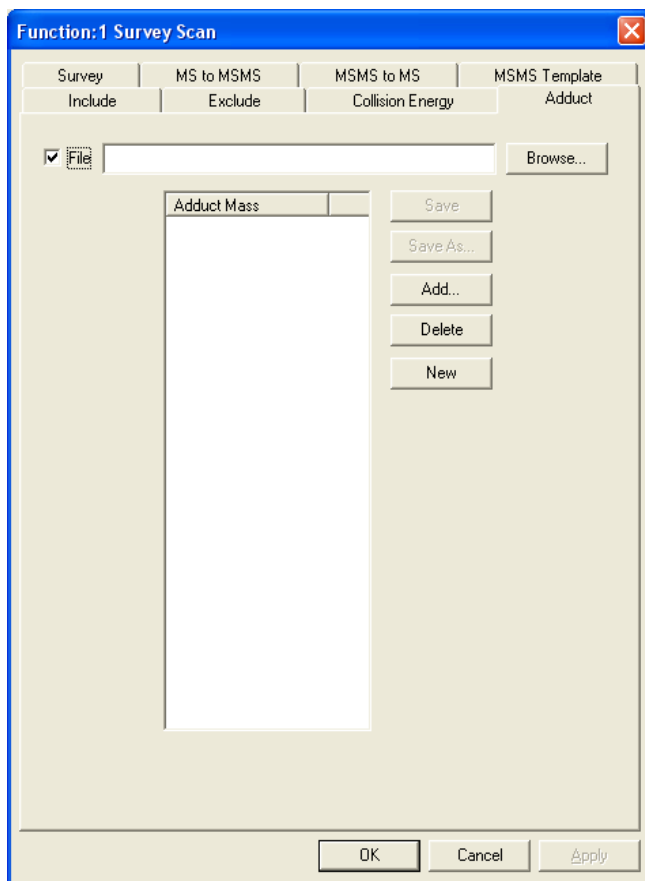 Function:1 Survey Scan
Survey MS to MSMS MSMS to MS MSMS Template
Include Exclude Collision Energy Adduct
File Browse...
Adduct Mass Save
Save As...
Add...
Delete
New
OK Cancel Apply